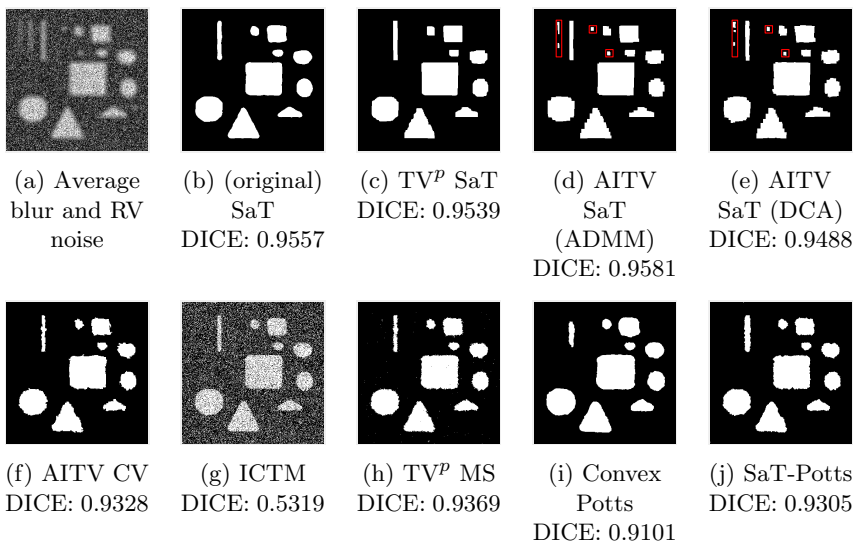 (a) Average
blur and RV
noise
(b) (original)
SaT
DICE: 0.9557
(c) TVᵖ SaT
DICE: 0.9539
(d) AITV
SaT
(ADMM)
DICE: 0.9581
(e) AITV
SaT (DCA)
DICE: 0.9488
(f) AITV CV
DICE: 0.9328
(g) ICTM
DICE: 0.5319
(h) TVᵖ MS
DICE: 0.9369
(i) Convex
Potts
DICE: 0.9101
(j) SaT-Potts
DICE: 0.9305